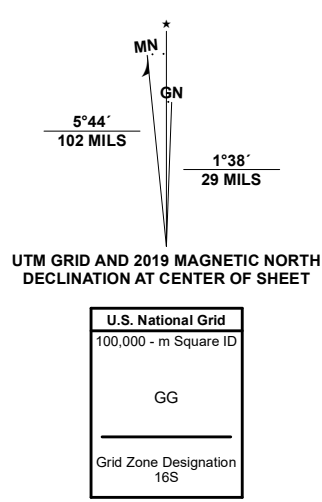 MN
GN
5°44´
102 MILS
1°38´
29 MILS
UTM GRID AND 2019 MAGNETIC NORTH
DECLINATION AT CENTER OF SHEET
U.S. National Grid
100,000 - m Square ID
GG
Grid Zone Designation
16S